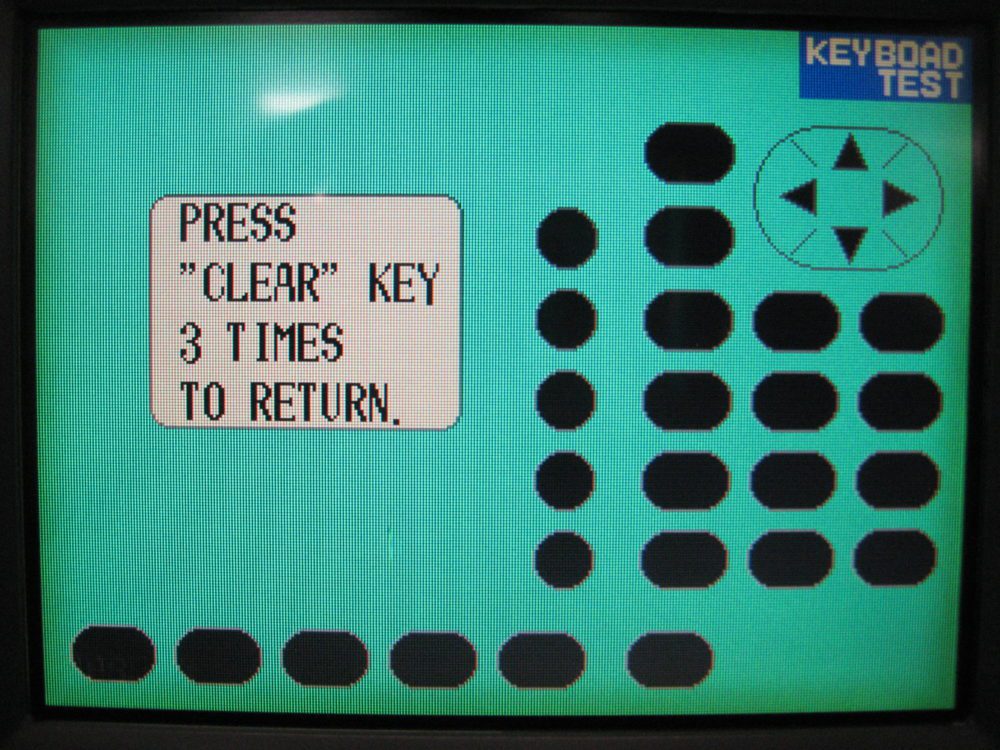 KEYBOAD
TEST
PRESS
"CLEAR" KEY
3 TIMES
TO RETURN.